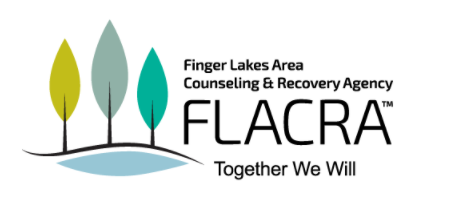 Finger Lakes Area
Counseling & Recovery Agency
FLACRA™
Together We Will